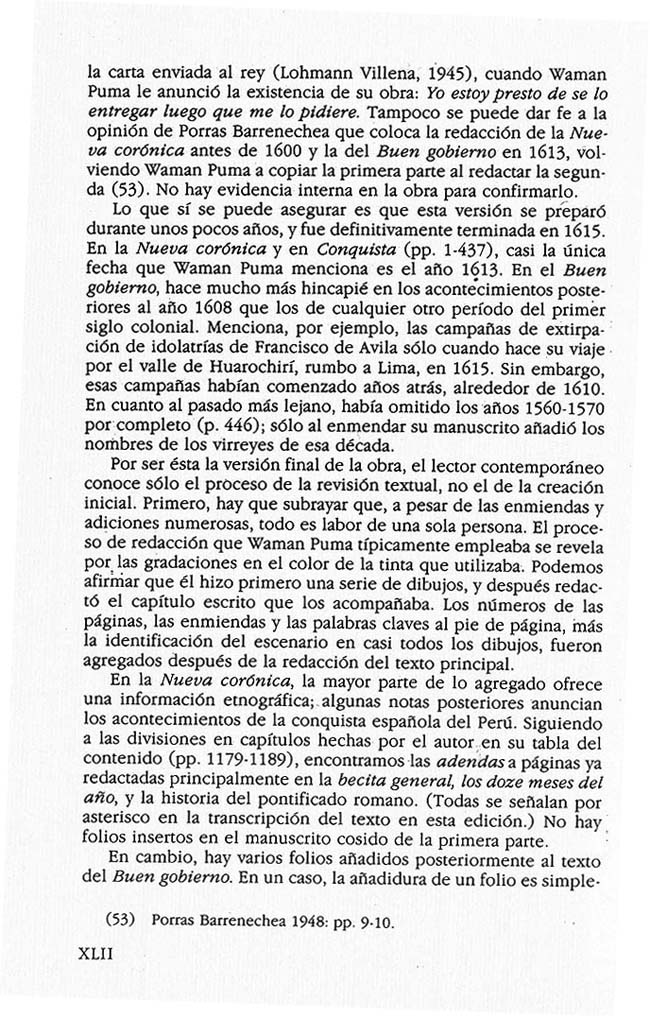 la carta enviada al rey (Lohmann Villena, 1945), cuando Waman
Puma le anunció la existencia de su obra: Yo estoy presto de se lo
entregar luego que me lo pidiere. Tampoco se puede dar fe a la
opinión de Porras Barrenechea que coloca la redacción de la Nue-
va corónica antes de 1600 y la del Buen gobierno en 1613, vol-
viendo Waman Puma a copiar la primera parte al redactar la segun-
da (53). No hay evidencia interna en la obra para confirmarlo.
Lo que sí se puede asegurar es que esta versión se preparó
durante unos pocos años, y fue definitivamente terminada en 1615.
En la Nueva corónica y en Conquista (pp. 1-437), casi la única
fecha que Waman Puma menciona es el año 1613. En el Buen
gobierno, hace mucho más hincapié en los acontecimientos poste-
riores al año 1608 que los de cualquier otro período del primer
siglo colonial. Menciona, por ejemplo, las campañas de extirpa-
ción de idolatrías de Francisco de Avila sólo cuando hace su viaje
por el valle de Huarochirí, rumbo a Lima, en 1615. Sin embargo,
esas campañas habían comenzado años atrás, alrededor de 1610.
En cuanto al pasado más lejano, había omitido los años 1560-1570
por completo (p. 446); sólo al enmendar su manuscrito añadió los
nombres de los virreyes de esa década.
Por ser ésta la versión final de la obra, el lector contemporáneo
conoce sólo el proceso de la revisión textual, no el de la creación
inicial. Primero, hay que subrayar que, a pesar de las enmiendas y
adiciones numerosas, todo es labor de una sola persona. El proce-
so de redacción que Waman Puma típicamente empleaba se revela
por las gradaciones en el color de la tinta que utilizaba. Podemos
afirmar que él hizo primero una serie de dibujos, y después redac-
tó el capítulo escrito que los acompañaba. Los números de las
páginas, las enmiendas y las palabras claves al pie de página, más
la identificación del escenario en casi todos los dibujos, fueron
agregados después de la redacción del texto principal.
En la Nueva corónica, la mayor parte de lo agregado ofrece
una información etnográfica; algunas notas posteriores anuncian
los acontecimientos de la conquista española del Perú. Siguiendo
a las divisiones en capítulos hechas por el autor en su tabla del
contenido (pp. 1179-1189), encontramos las adendas a páginas ya
redactadas principalmente en la becita general, los doze meses del
año, y la historia del pontificado romano. (Todas se señalan por
asterisco en la transcripción del texto en esta edición.) No hay
folios insertos en el manuscrito cosido de la primera parte.
En cambio, hay varios folios añadidos posteriormente al texto
del Buen gobierno. En un caso, la añadidura de un folio es simple-
(53) Porras Barrenechea 1948: pp. 9-10.
XLII